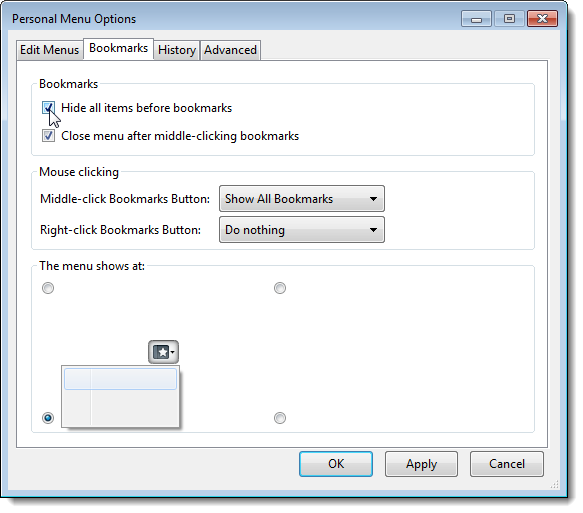 Personal Menu Options
Edit Menus Bookmarks History Advanced
Bookmarks
Hide all items before bookmarks
Close menu after middle-clicking bookmarks
Mouse clicking
Middle-click Bookmarks Button: Show All Bookmarks
Right-click Bookmarks Button: Do nothing
The menu shows at:
OK Apply Cancel